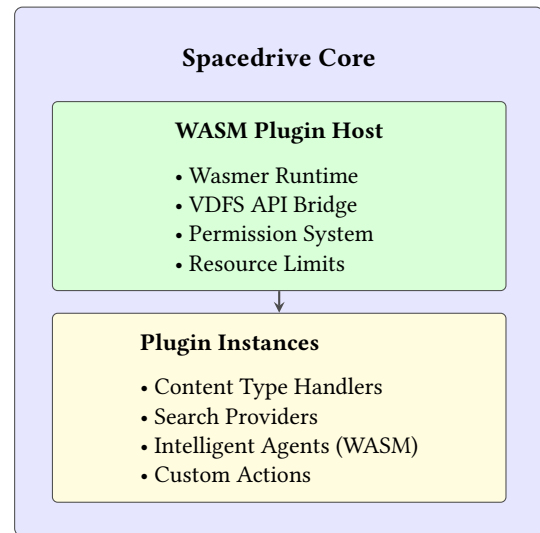 Spacedrive Core
WASM Plugin Host
• Wasmer Runtime
• VDFS API Bridge
• Permission System
• Resource Limits
Plugin Instances
• Content Type Handlers
• Search Providers
• Intelligent Agents (WASM)
• Custom Actions